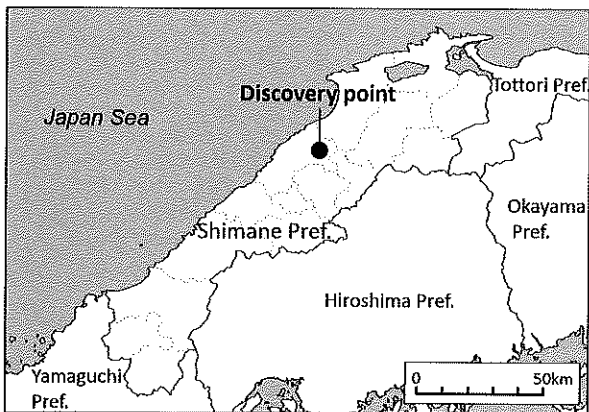 Discovery point
Tottori Pref.
Japan Sea
Okayama
Pref.
Shimane Pref.
Hiroshima Pref.
Yamaguchi
Pref.
0 50km